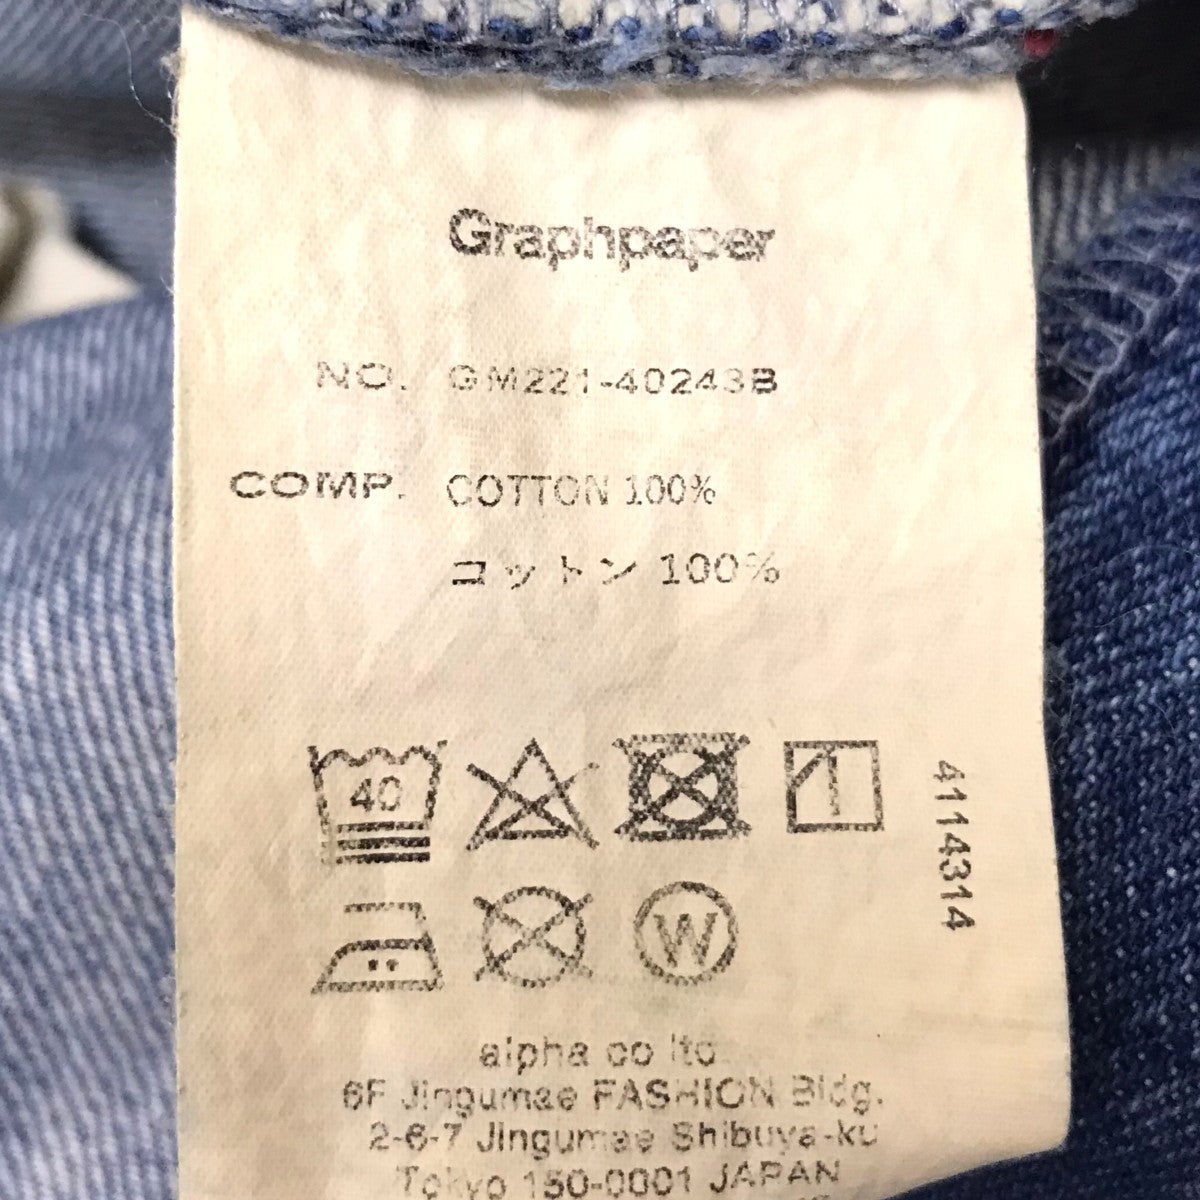 Graphpaper
NO. GM221-40243B
COMP. COTTON 100%
コットン 100%
40
W
4114314
alpha co ltd
6F Jingumae FASHION Bldg.
2-6-7 Jingumae Shibuya-ku
Tokyo 150-0001 JAPAN